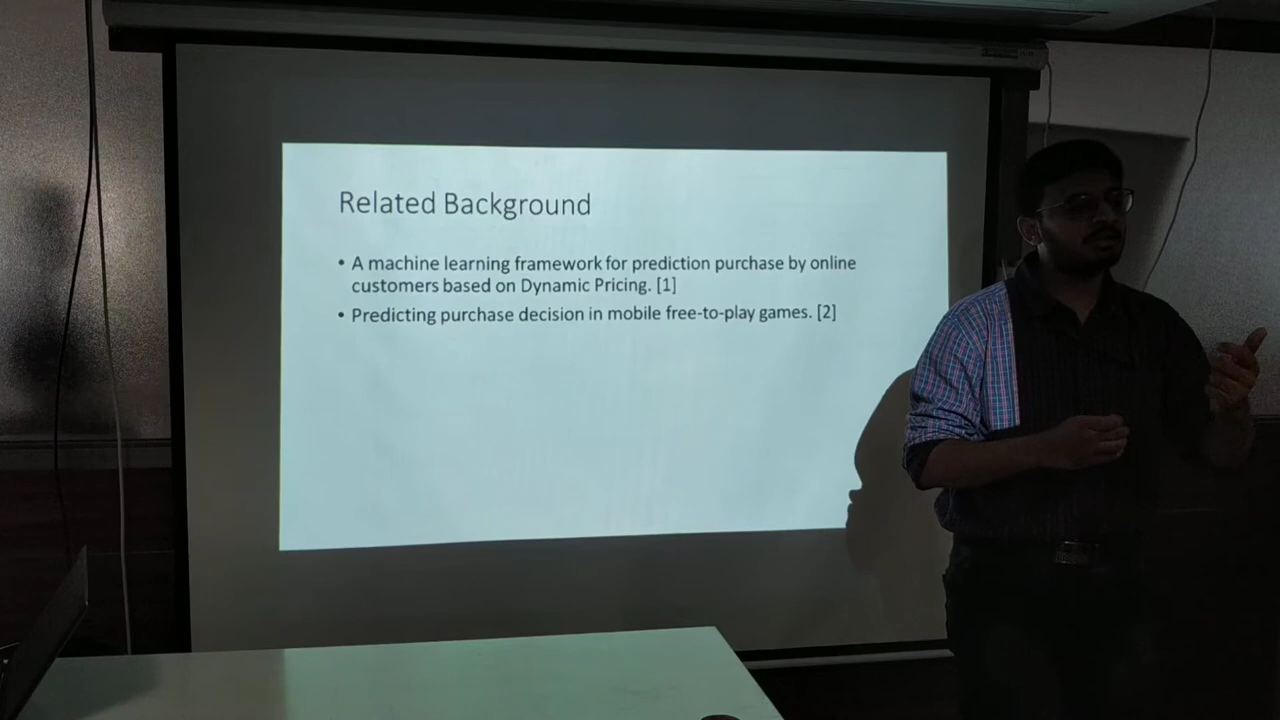 Related Background
• A machine learning framework for prediction purchase by online
customers based on Dynamic Pricing. [1]
• Predicting purchase decision in mobile free-to-play games. [2]